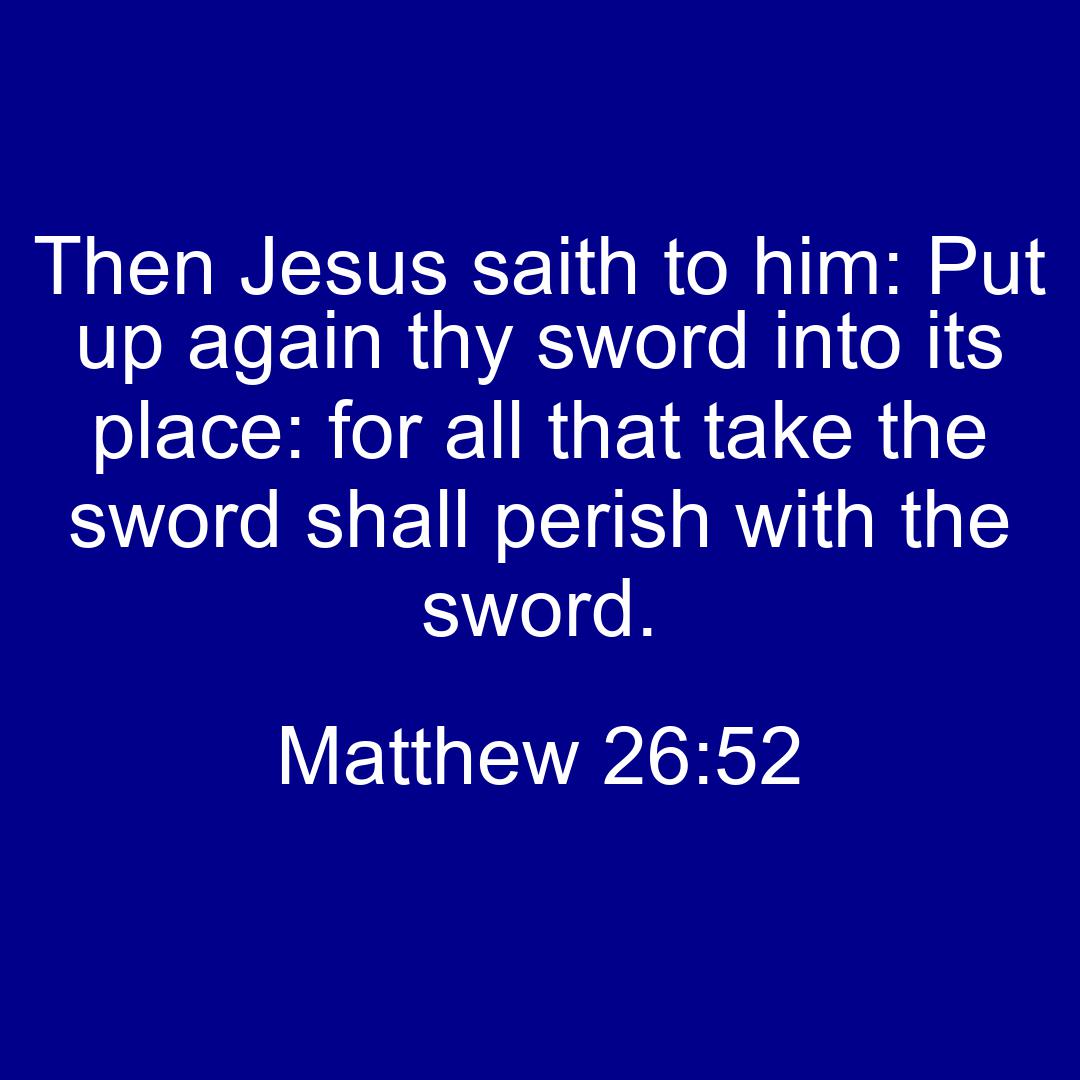 Then Jesus saith to him: Put
up again thy sword into its
place: for all that take the
sword shall perish with the
sword.
Matthew 26:52